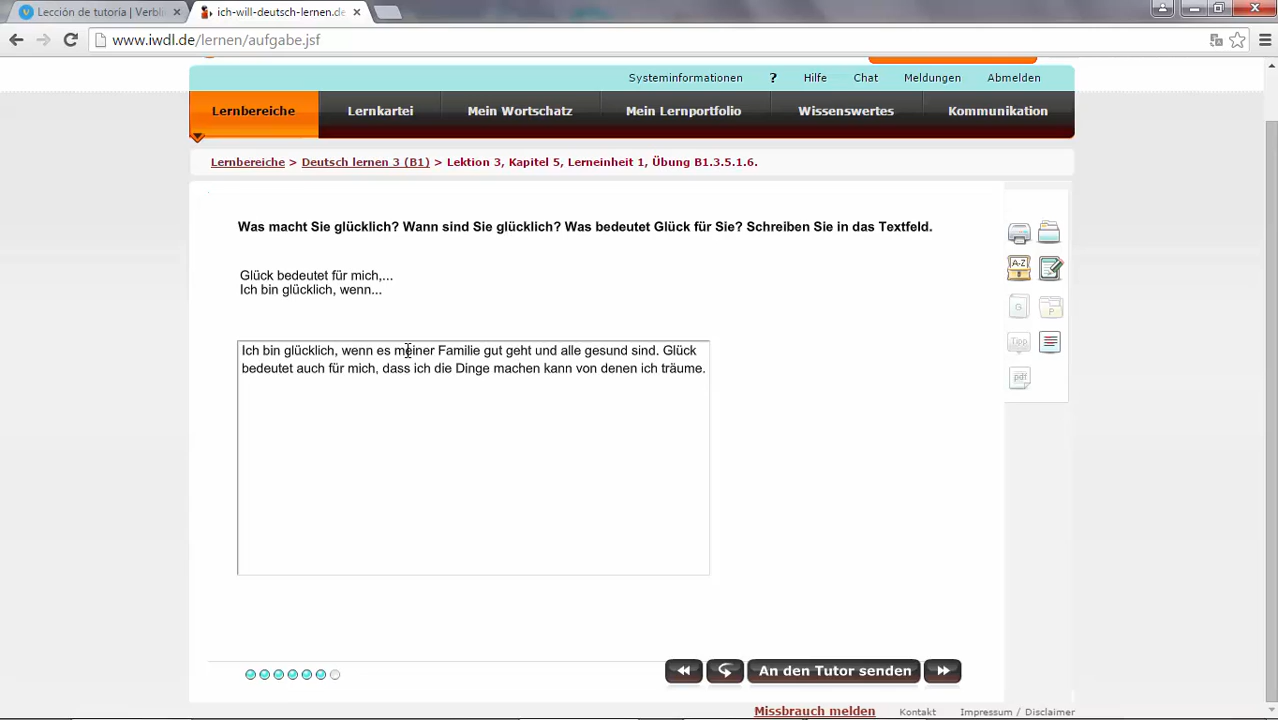 Lección de tutoría | Verblin
ich-will-deutsch-lernen.de
www.iwdl.de/lernen/aufgabe.jsf
Systeminformationen ? Hilfe Chat Meldungen Abmelden
Lernbereiche Lernkartei Mein Wortschatz Mein Lernportfolio Wissenswertes Kommunikation
Lernbereiche > Deutsch lernen 3 (B1) > Lektion 3, Kapitel 5, Lerneinheit 1, Übung B1.3.5.1.6.
Was macht Sie glücklich? Wann sind Sie glücklich? Was bedeutet Glück für Sie? Schreiben Sie in das Textfeld.
Glück bedeutet für mich,...
Ich bin glücklich, wenn...
A-Z
G P
Tipp
pdf
Ich bin glücklich, wenn es meiner Familie gut geht und alle gesund sind. Glück
bedeutet auch für mich, dass ich die Dinge machen kann von denen ich träume.
An den Tutor senden
Missbrauch melden Kontakt Impressum / Disclaimer